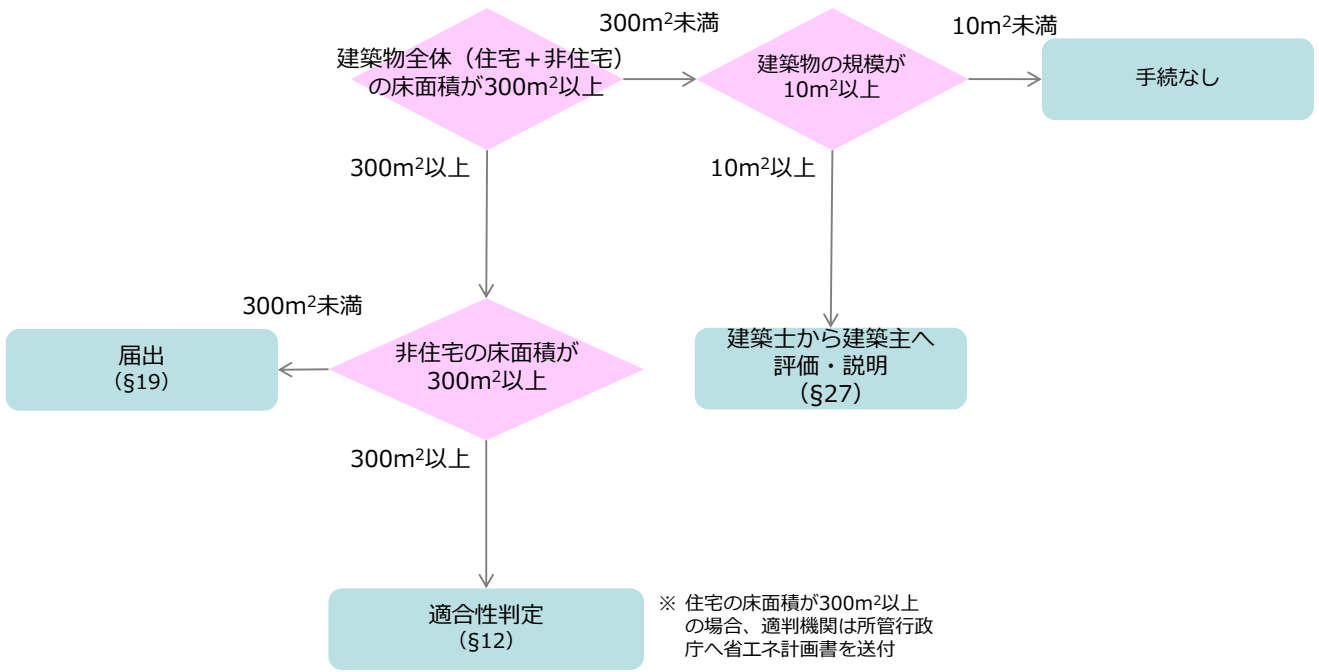 300m²未満
10m²未満
建築物全体（住宅＋非住宅）
の床面積が300m²以上
建築物の規模が
10m²以上
手続なし
300m²以上
10m²以上
300m²未満
届出
（§19）
非住宅の床面積が
300m²以上
建築士から建築主へ
評価・説明
（§27）
300m²以上
適合性判定
（§12）
※ 住宅の床面積が300m²以上
の場合、適判機関は所管行政
庁へ省エネ計画書を送付